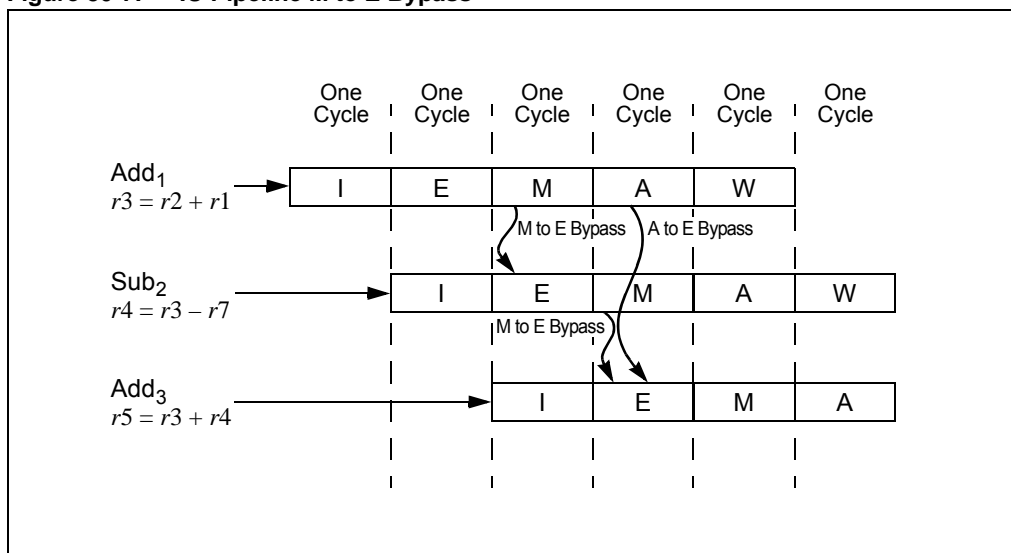 One Cycle One Cycle One Cycle One Cycle One Cycle One Cycle
Add1
r3 = r2 + r1
I E M A W
M to E Bypass A to E Bypass
Sub2
r4 = r3 – r7
I E M A W
M to E Bypass
Add3
r5 = r3 + r4
I E M A